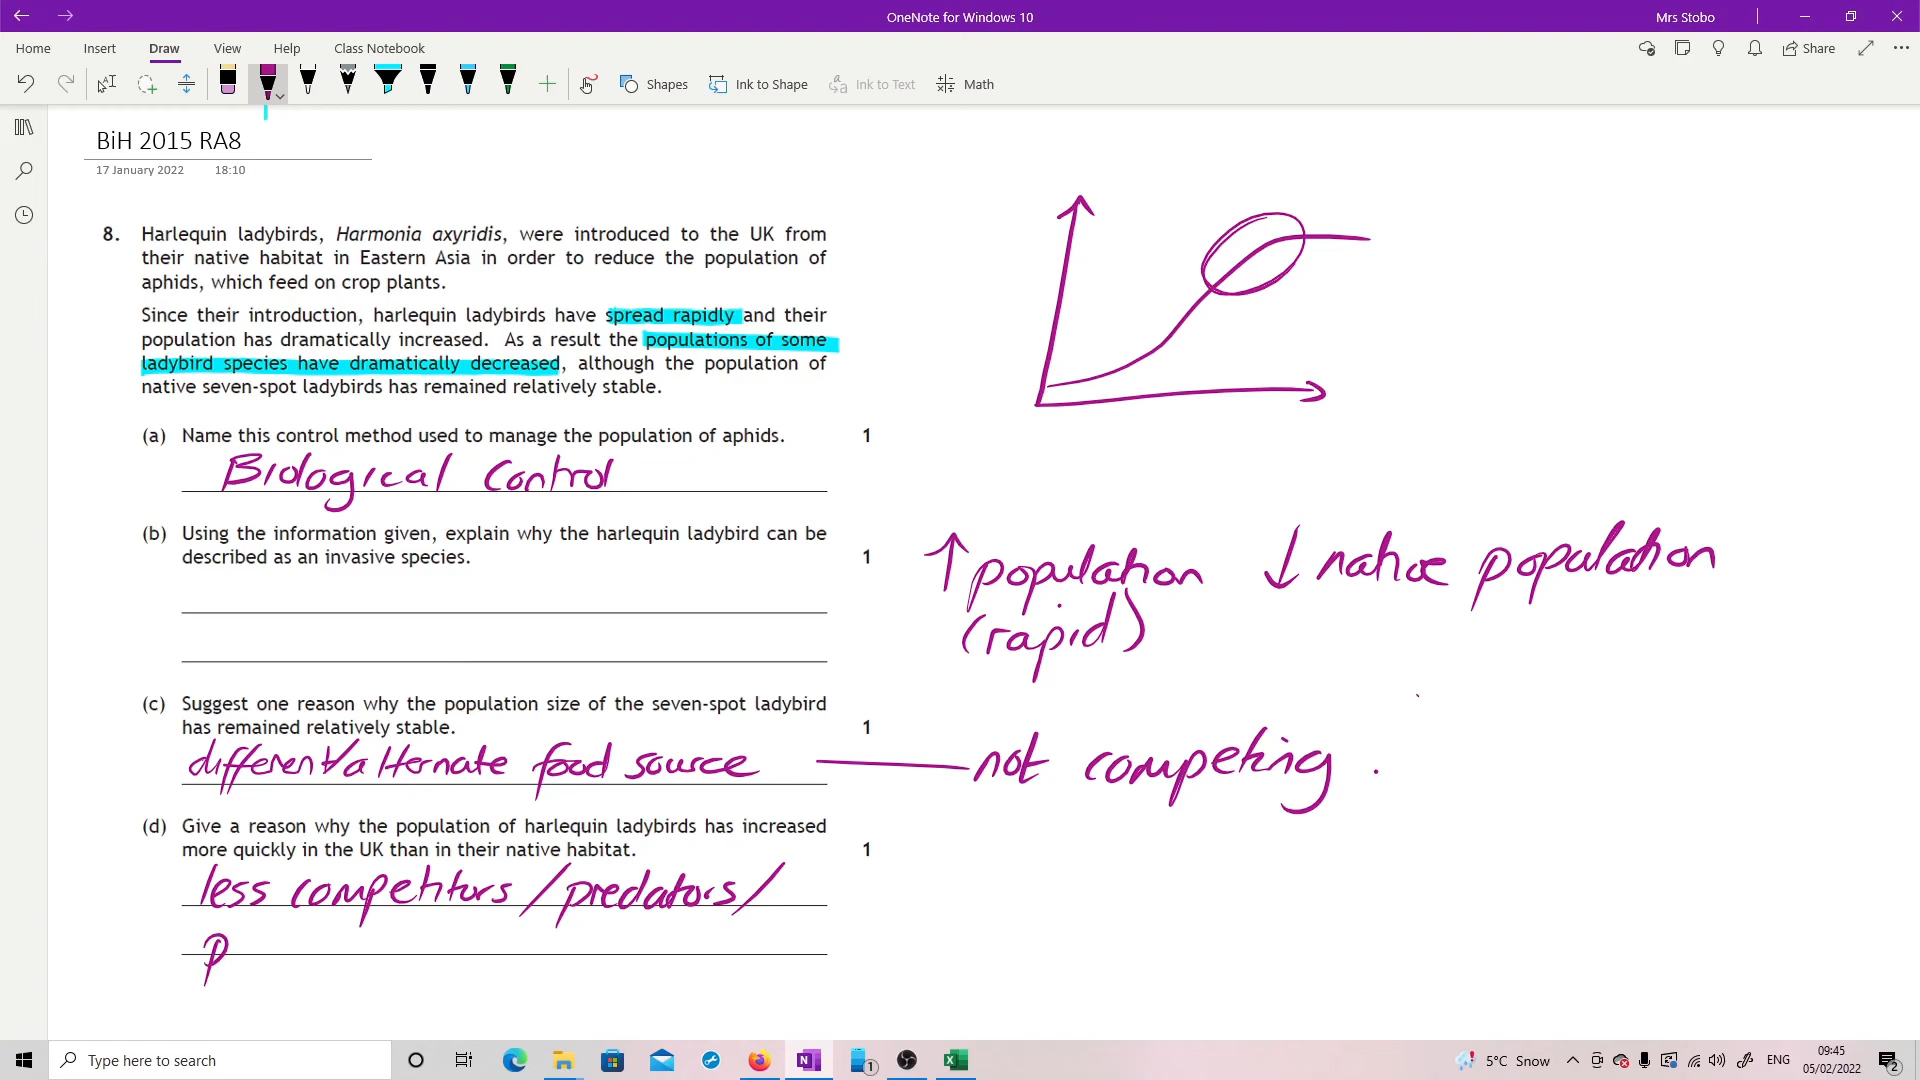 OneNote for Windows 10
Mrs Stobo
Home Insert Draw View Help Class Notebook
Share
Shapes Ink to Shape Ink to Text Math
BiH 2015 RA8
17 January 2022 18:10
8. Harlequin ladybirds, Harmonia axyridis, were introduced to the UK from
their native habitat in Eastern Asia in order to reduce the population of
aphids, which feed on crop plants.
Since their introduction, harlequin ladybirds have spread rapidly and their
population has dramatically increased. As a result the populations of some
ladybird species have dramatically decreased, although the population of
native seven-spot ladybirds has remained relatively stable.
(a) Name this control method used to manage the population of aphids. 1
Biological Control
(b) Using the information given, explain why the harlequin ladybird can be
described as an invasive species. 1
↑ population ↓ native population
(rapid)
(c) Suggest one reason why the population size of the seven-spot ladybird
has remained relatively stable. 1
different/alternate food source — not competing.
(d) Give a reason why the population of harlequin ladybirds has increased
more quickly in the UK than in their native habitat. 1
less competitors/predators/
P
Type here to search
1
5°C Snow
ENG
09:45
05/02/2022
2